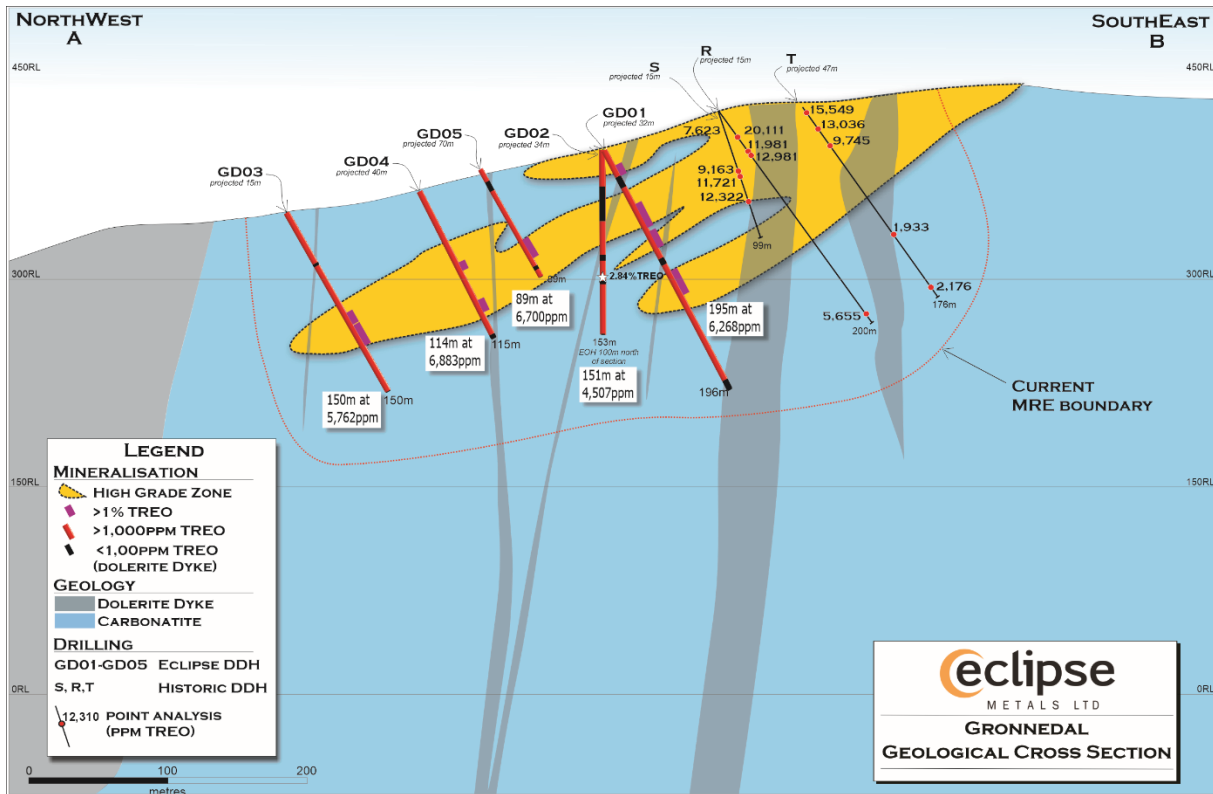 NorthWest
A
SouthEast
B
450RL
450RL
R
projected 15m
S
projected 15m
T
projected 47m
GD01
projected 32m
GD02
projected 34m
GD05
projected 70m
GD04
projected 40m
GD03
projected 15m
15,549
13,036
9,745
7,623
20,111
11,981
12,981
9,163
11,721
12,322
1,933
99m
300RL
300RL
2.84%TREO
2,176
176m
5,655
200m
89m
89m at
6,700ppm
195m at
6,268ppm
114m at
6,883ppm
115m
153m
EOH 100m north
of section
151m at
4,507ppm
196m
150m at
5,762ppm
150m
Current
MRE boundary
150RL
150RL
0RL
0RL
Legend
Mineralisation
High Grade Zone
>1% TREO
>1,000ppm TREO
<1,00ppm TREO
(Dolerite Dyke)
Geology
Dolerite Dyke
Carbonatite
Drilling
GD01-GD05 Eclipse DDH
S, R,T Historic DDH
12,310 Point Analysis
(ppm TREO)
0 100 200
metres
eclipse
METALS LTD
Gronnedal
Geological Cross Section